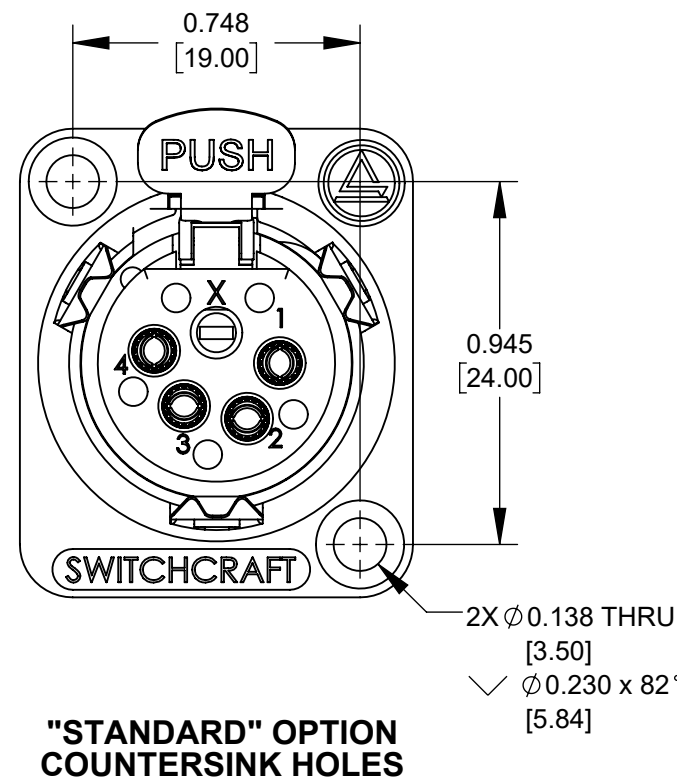 0.748
[19.00]
PUSH
X
1
4
3
2
0.945
[24.00]
SWITCHCRAFT
2X ∅0.138 THRU
[3.50]
⌵ ∅0.230 x 82°
[5.84]
"STANDARD" OPTION
COUNTERSINK HOLES